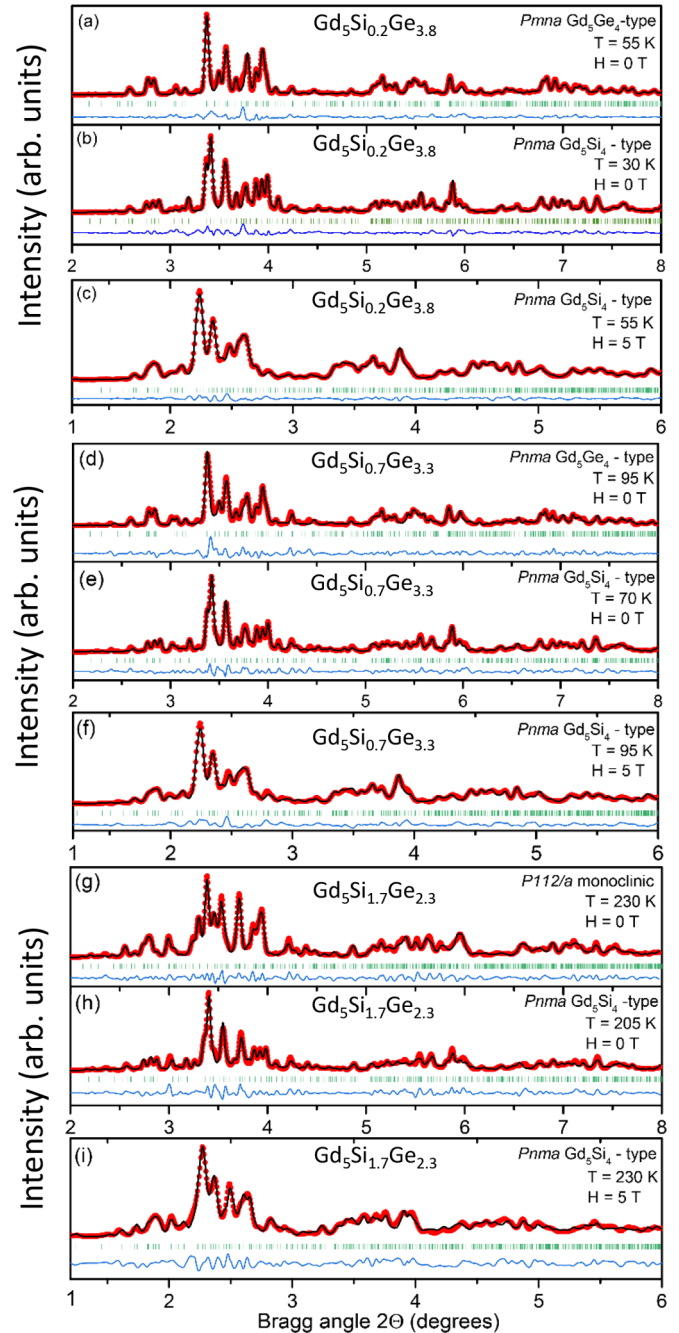 Intensity (arb. units)
(a)
Gd₅Si₀.₂Ge₃.₈
Pmna Gd₅Ge₄-type
T = 55 K
H = 0 T
(b)
Gd₅Si₀.₂Ge₃.₈
Pnma Gd₅Si₄ - type
T = 30 K
H = 0 T
2 3 4 5 6 7 8
(c)
Gd₅Si₀.₂Ge₃.₈
Pnma Gd₅Si₄ - type
T = 55 K
H = 5 T
1 2 3 4 5 6
Intensity (arb. units)
(d)
Gd₅Si₀.₇Ge₃.₃
Pnma Gd₅Ge₄ - type
T = 95 K
H = 0 T
(e)
Gd₅Si₀.₇Ge₃.₃
Pnma Gd₅Si₄ - type
T = 70 K
H = 0 T
2 3 4 5 6 7 8
(f)
Gd₅Si₀.₇Ge₃.₃
Pnma Gd₅Si₄ - type
T = 95 K
H = 5 T
1 2 3 4 5 6
Intensity (arb. units)
(g)
Gd₅Si₁.₇Ge₂.₃
P112/a monoclinic
T = 230 K
H = 0 T
(h)
Gd₅Si₁.₇Ge₂.₃
Pnma Gd₅Si₄ -type
T = 205 K
H = 0 T
2 3 4 5 6 7 8
(i)
Gd₅Si₁.₇Ge₂.₃
Pnma Gd₅Si₄ - type
T = 230 K
H = 5 T
1 2 3 4 5 6
Bragg angle 2Θ (degrees)